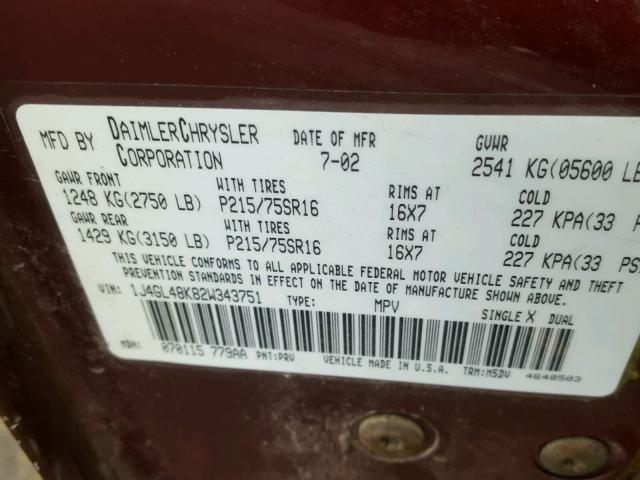 MFD BY DAIMLERCHRYSLER CORPORATION DATE OF MFR 7-02 GVWR 2541 KG(05600 LB
GAWR FRONT WITH TIRES RIMS AT COLD
1248 KG(2750 LB) P215/75SR16 16X7 227 KPA(33 P
GAWR REAR WITH TIRES RIMS AT COLD
1429 KG(3150 LB) P215/75SR16 16X7 227 KPA(33 PS
THIS VEHICLE CONFORMS TO ALL APPLICABLE FEDERAL MOTOR VEHICLE SAFETY AND THEFT
PREVENTION STANDARDS IN EFFECT ON THE DATE OF MANUFACTURE SHOWN ABOVE.
VIN: 1J4GL48K82W343751 TYPE: MPV SINGLE X DUAL
MDH: 070115 779AA PNT:PRV VEHICLE MADE IN U.S.A. TRM:M5DV 4648503